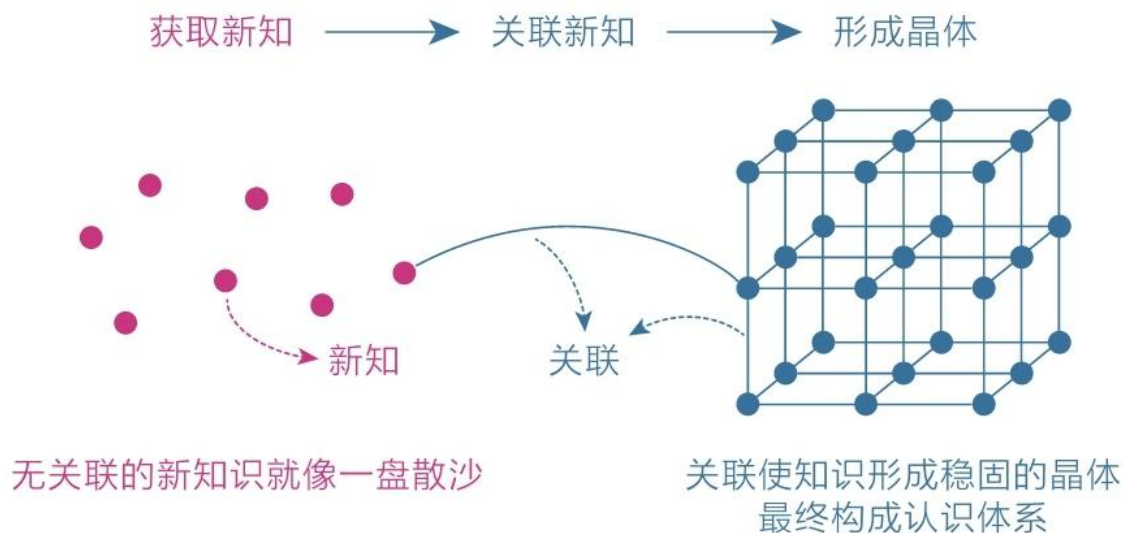 获取新知 关联新知 形成晶体
新知
关联
无关联的新知识就像一盘散沙
关联使知识形成稳固的晶体
最终构成认识体系